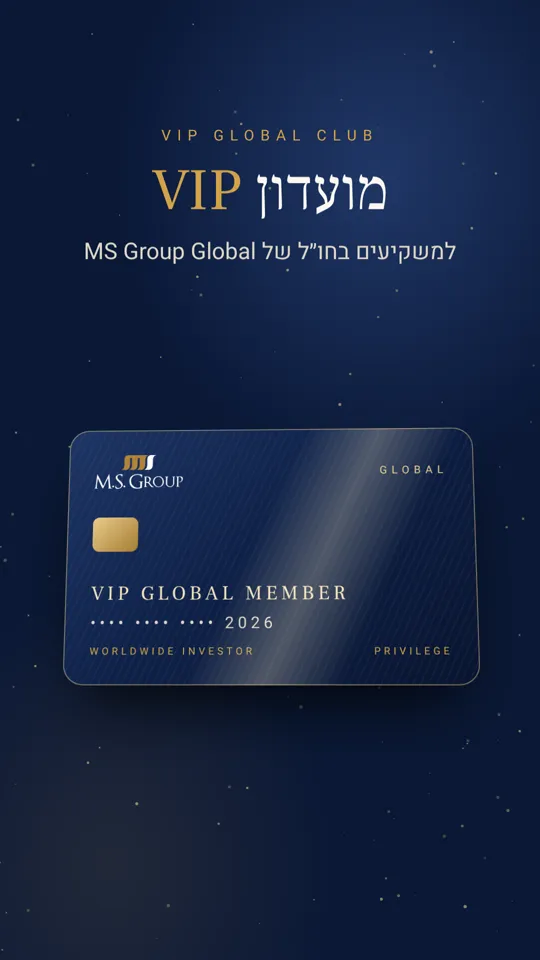 VIP GLOBAL CLUB
מועדון VIP
למשקיעים בחו״ל של MS Group Global
M.S. GROUP
GLOBAL
VIP GLOBAL MEMBER
•••• •••• •••• 2026
WORLDWIDE INVESTOR
PRIVILEGE